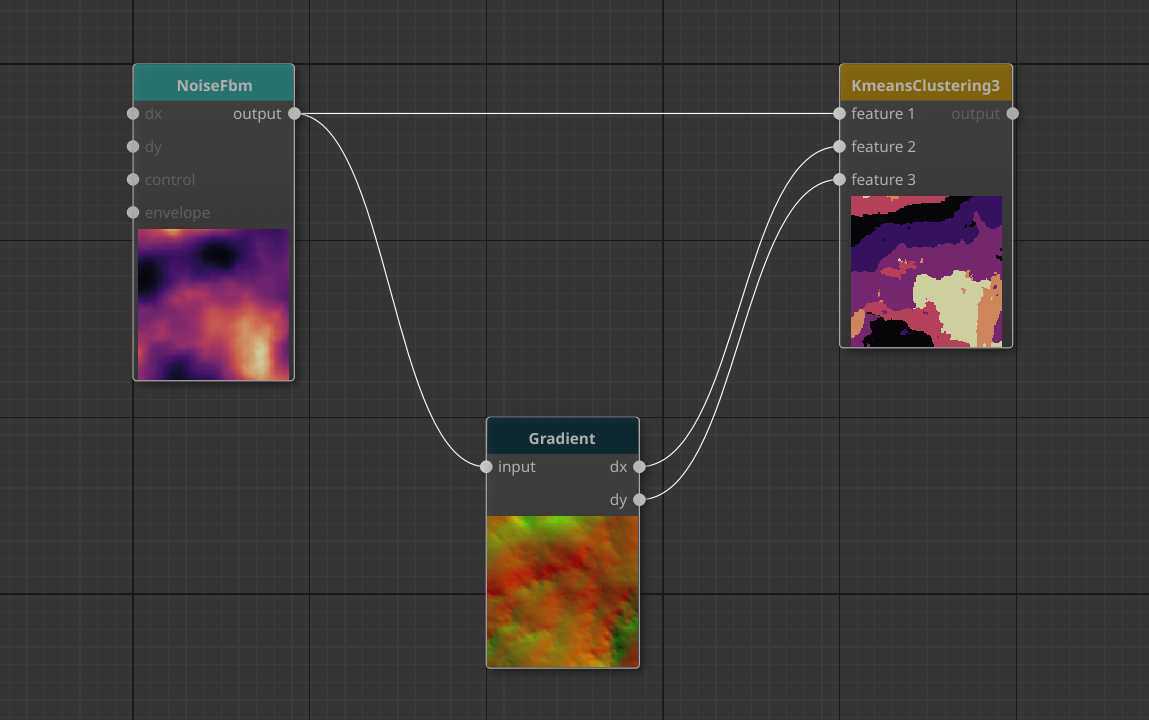 NoiseFbm
dx
output
dy
control
envelope
KmeansClustering3
feature 1
output
feature 2
feature 3
Gradient
input
dx
dy